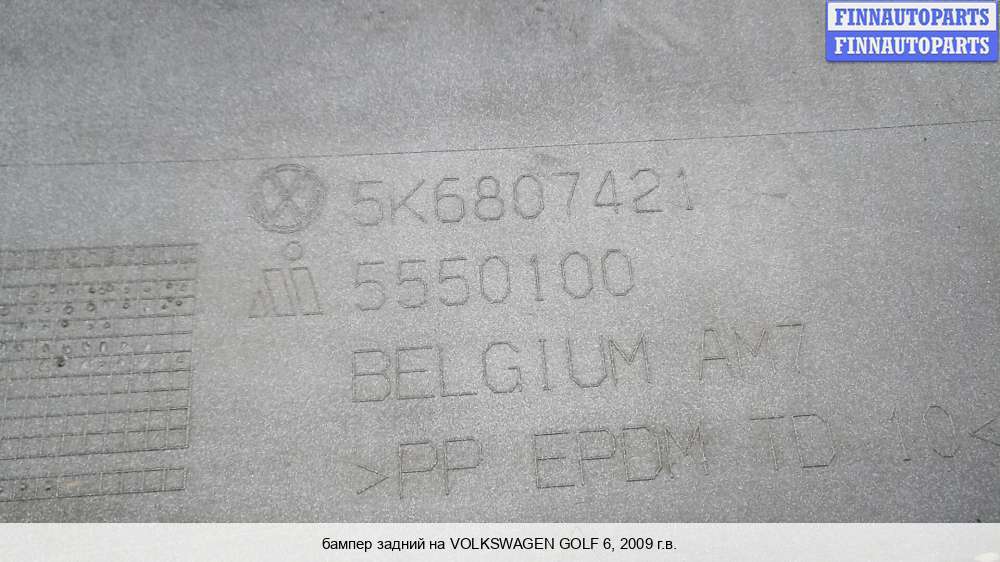 FINNAUTOPARTS
FINNAUTOPARTS
5K6807421
5550100
BELGIUM AM7
>PP EPDM TD 10<
бампер задний на VOLKSWAGEN GOLF 6, 2009 г.в.